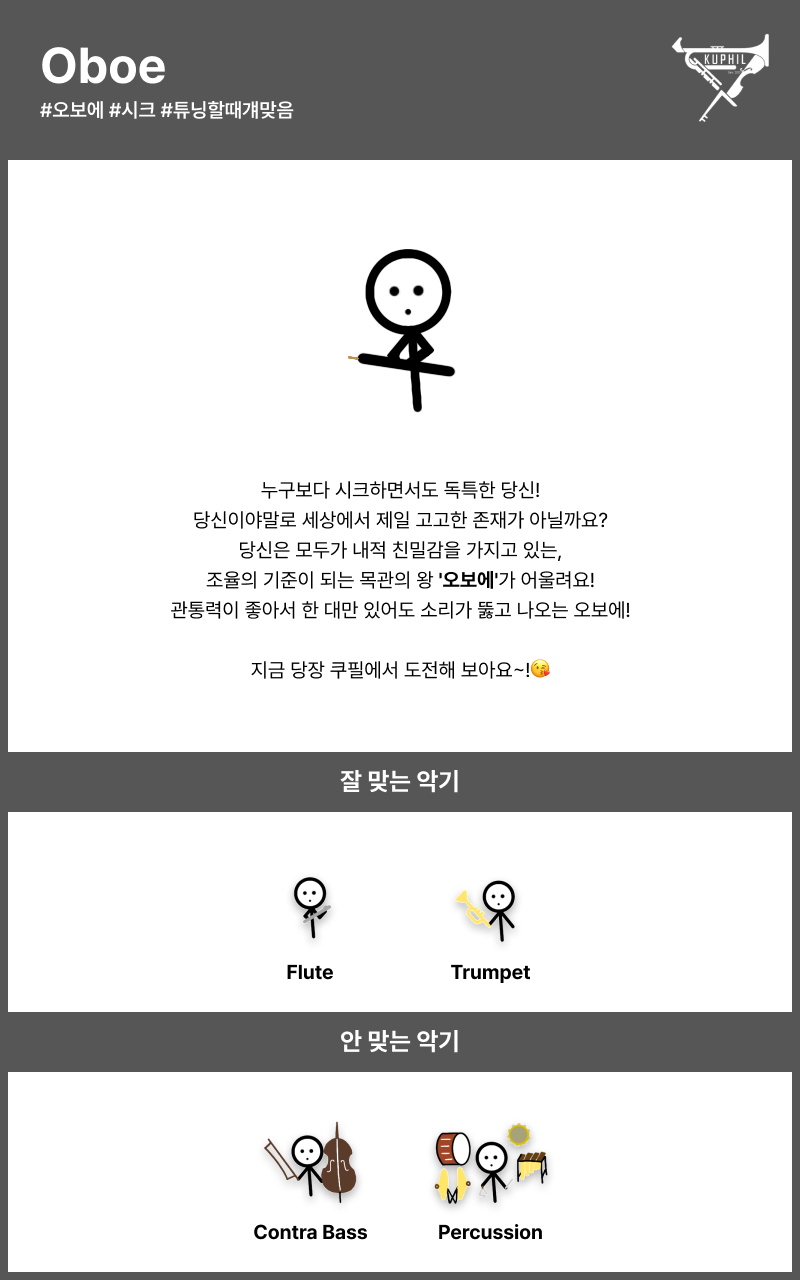 Oboe
#오보에 #시크 #튜닝할때걔맞음
KUPHIL
누구보다 시크하면서도 독특한 당신!
당신이야말로 세상에서 제일 고고한 존재가 아닐까요?
당신은 모두가 내적 친밀감을 가지고 있는,
조율의 기준이 되는 목관의 왕 '오보에'가 어울려요!
관통력이 좋아서 한 대만 있어도 소리가 뚫고 나오는 오보에!
지금 당장 쿠필에서 도전해 보아요~!😘
잘 맞는 악기
Flute
Trumpet
안 맞는 악기
Contra Bass
Percussion